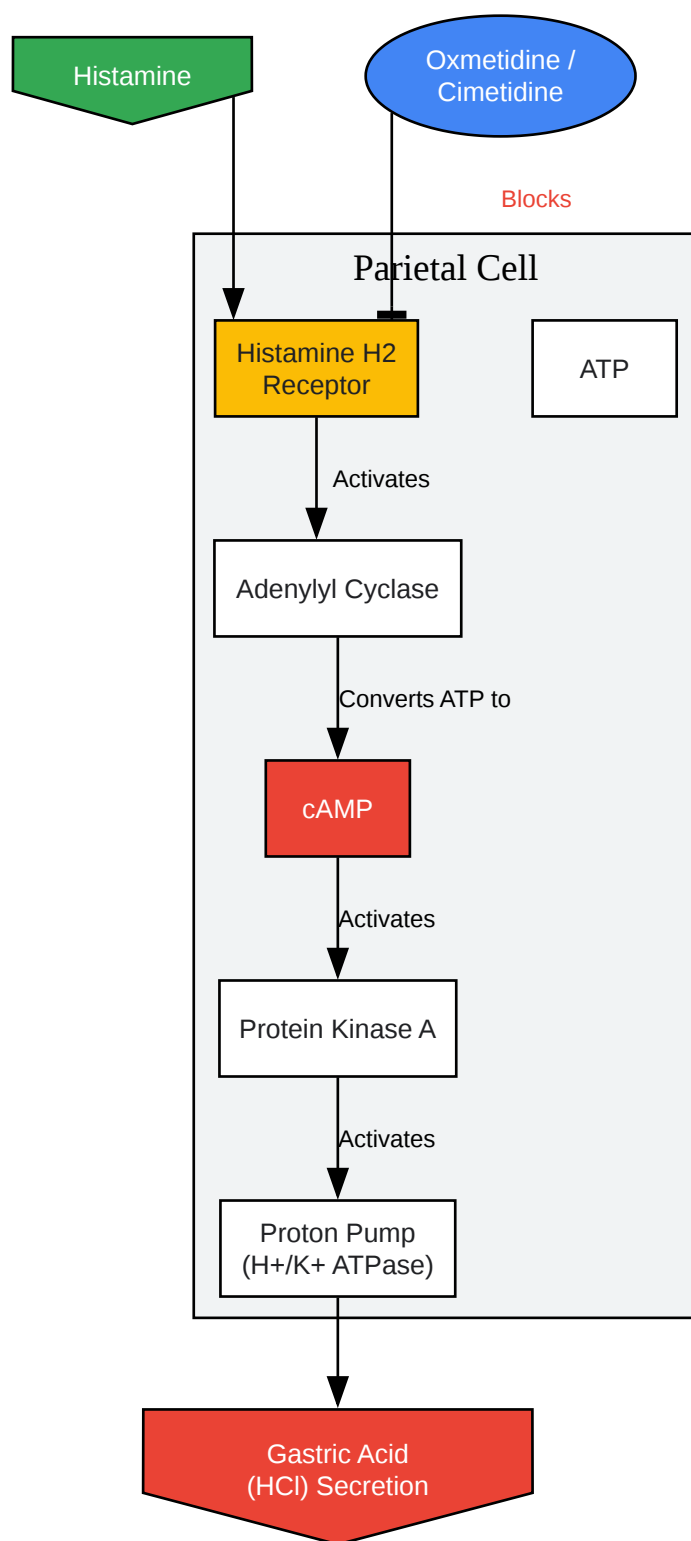 Histamine
Oxmetidine /
Cimetidine
Blocks
Parietal Cell
Histamine H2
Receptor
ATP
Activates
Adenylyl Cyclase
Converts ATP to
cAMP
Activates
Protein Kinase A
Activates
Proton Pump
(H+/K+ ATPase)
Gastric Acid
(HCl) Secretion